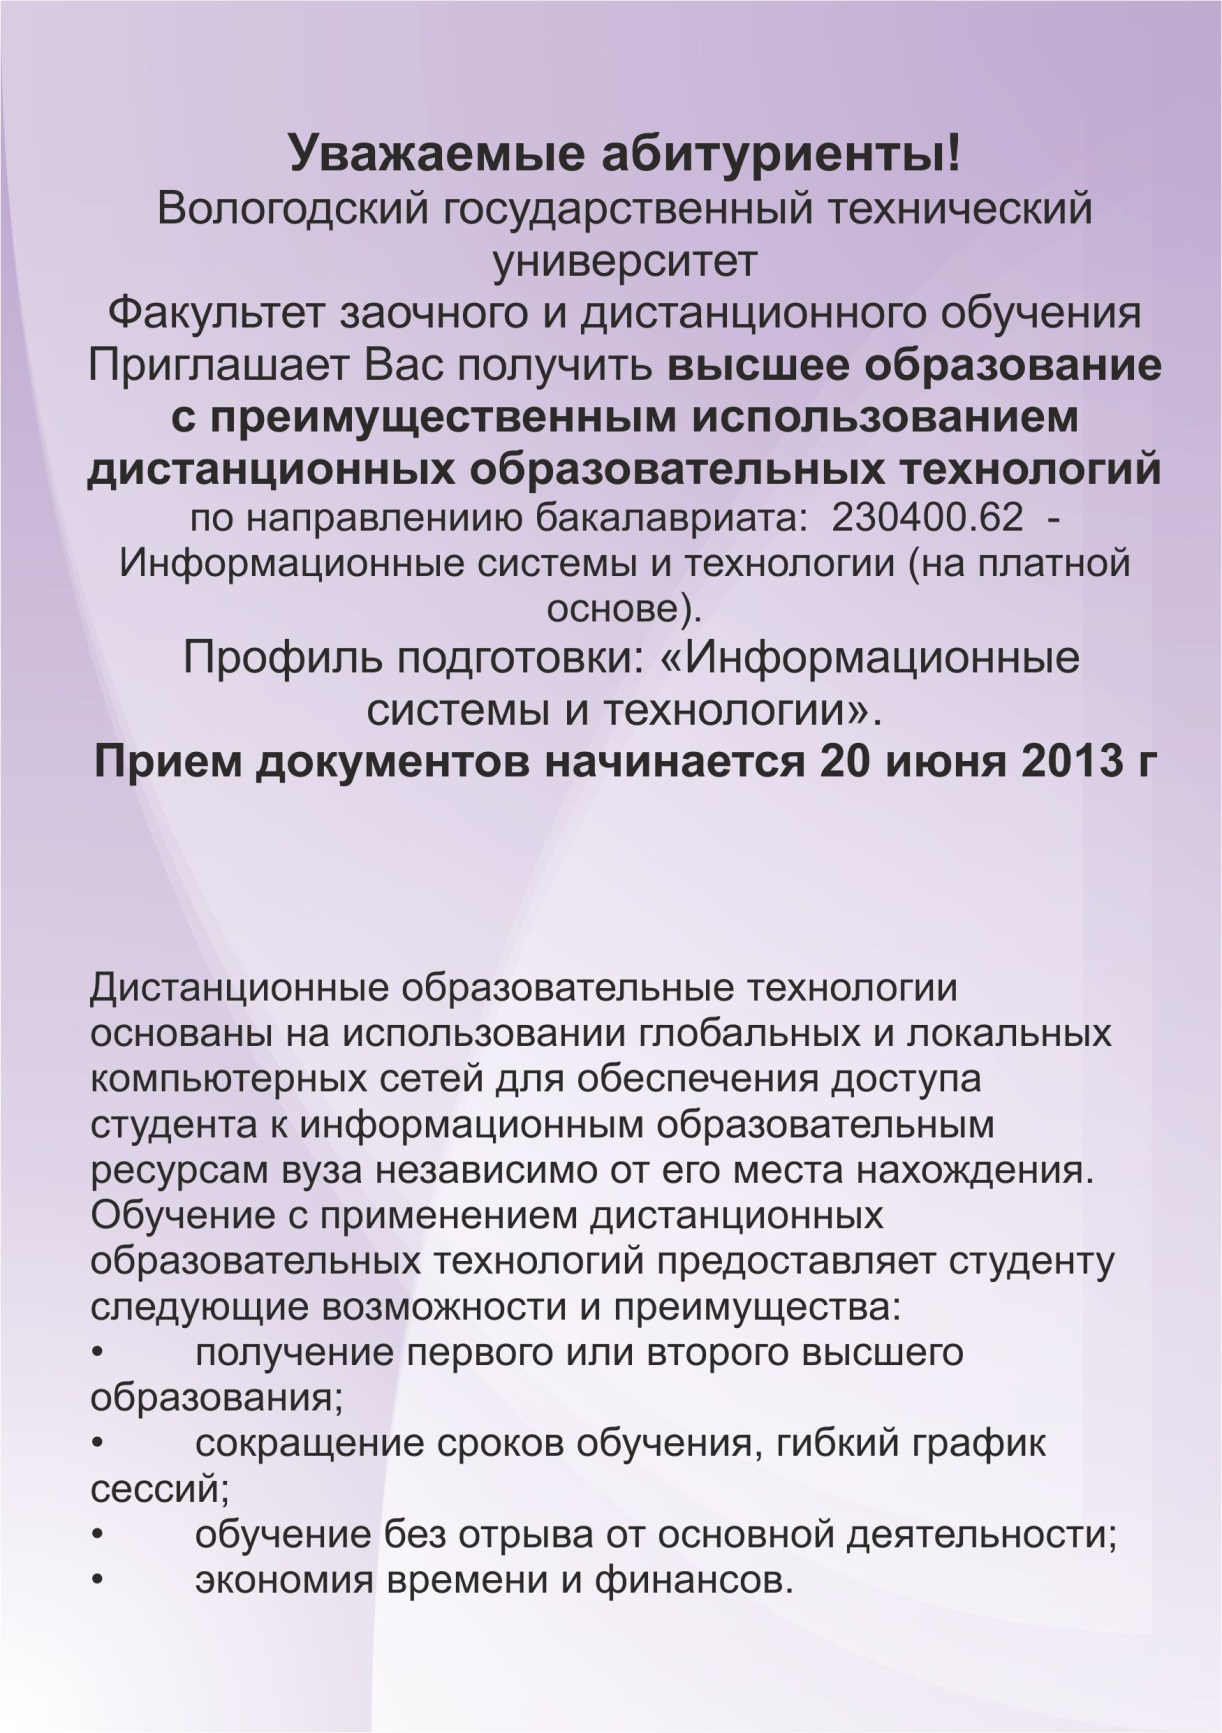 Уважаемые абитуриенты!
Вологодский государственный технический
университет
Факультет заочного и дистанционного обучения
Приглашает Вас получить высшее образование
с преимущественным использованием
дистанционных образовательных технологий
по направлениию бакалавриата:  230400.62  -
Информационные системы и технологии (на платной
основе).
Профиль подготовки: «Информационные
системы и технологии».
Прием документов начинается 20 июня 2013 г
Дистанционные образовательные технологии
основаны на использовании глобальных и локальных
компьютерных сетей для обеспечения доступа
студента к информационным образовательным
ресурсам вуза независимо от его места нахождения.
Обучение с применением дистанционных
образовательных технологий предоставляет студенту
следующие возможности и преимущества:
• получение первого или второго высшего
образования;
• сокращение сроков обучения, гибкий график
сессий;
• обучение без отрыва от основной деятельности;
• экономия времени и финансов.